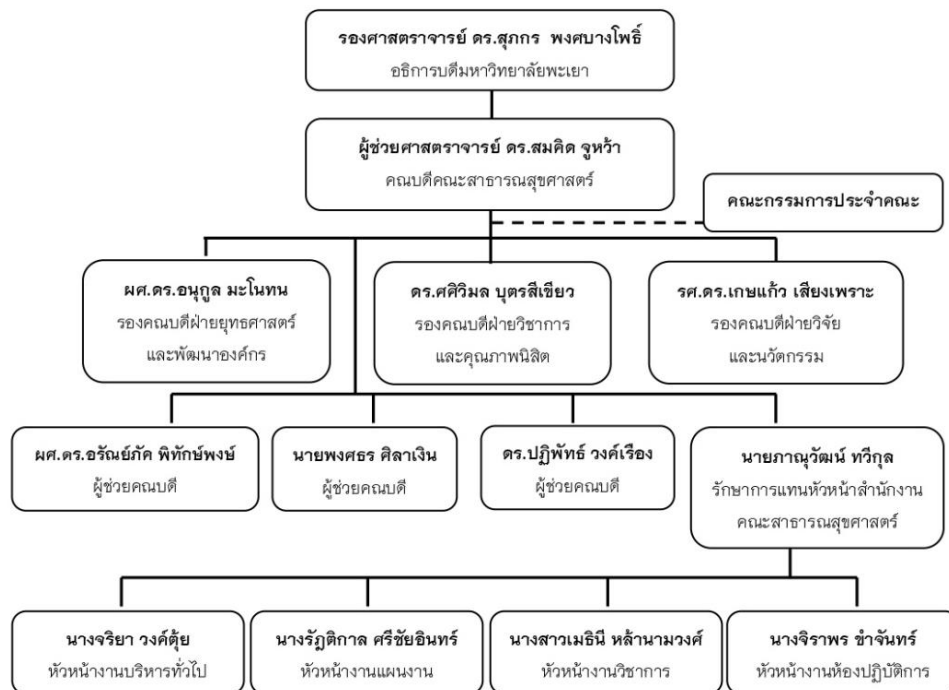 รองศาสตราจารย์ ดร.สุภกร พงศบางโพธิ์
อธิการบดีมหาวิทยาลัยพะเยา
ผู้ช่วยศาสตราจารย์ ดร.สมคิด จูหว้า
คณบดีคณะสาธารณสุขศาสตร์
คณะกรรมการประจำคณะ
ผศ.ดร.อนุกูล มะโนทน
รองคณบดีฝ่ายยุทธศาสตร์
และพัฒนาองค์กร
ดร.ศศิวิมล บุตรสีเขียว
รองคณบดีฝ่ายวิชาการ
และคุณภาพนิสิต
รศ.ดร.เกษแก้ว เสียงเพราะ
รองคณบดีฝ่ายวิจัย
และนวัตกรรม
ผศ.ดร.อรัณย์ภัค พิทักษ์พงษ์
ผู้ช่วยคณบดี
นายพงศธร ศิลาเงิน
ผู้ช่วยคณบดี
ดร.ปฏิพัทธ์ วงค์เรือง
ผู้ช่วยคณบดี
นายภาณุวัฒน์ ทวีกุล
รักษาการแทนหัวหน้าสำนักงาน
คณะสาธารณสุขศาสตร์
นางจริยา วงค์ตุ้ย
หัวหน้างานบริหารทั่วไป
นางรัฎติกาล ศรีชัยอินทร์
หัวหน้างานแผนงาน
นางสาวเมธินี หล้านามวงศ์
หัวหน้างานวิชาการ
นางจิราพร ขำจันทร์
หัวหน้างานห้องปฏิบัติการ